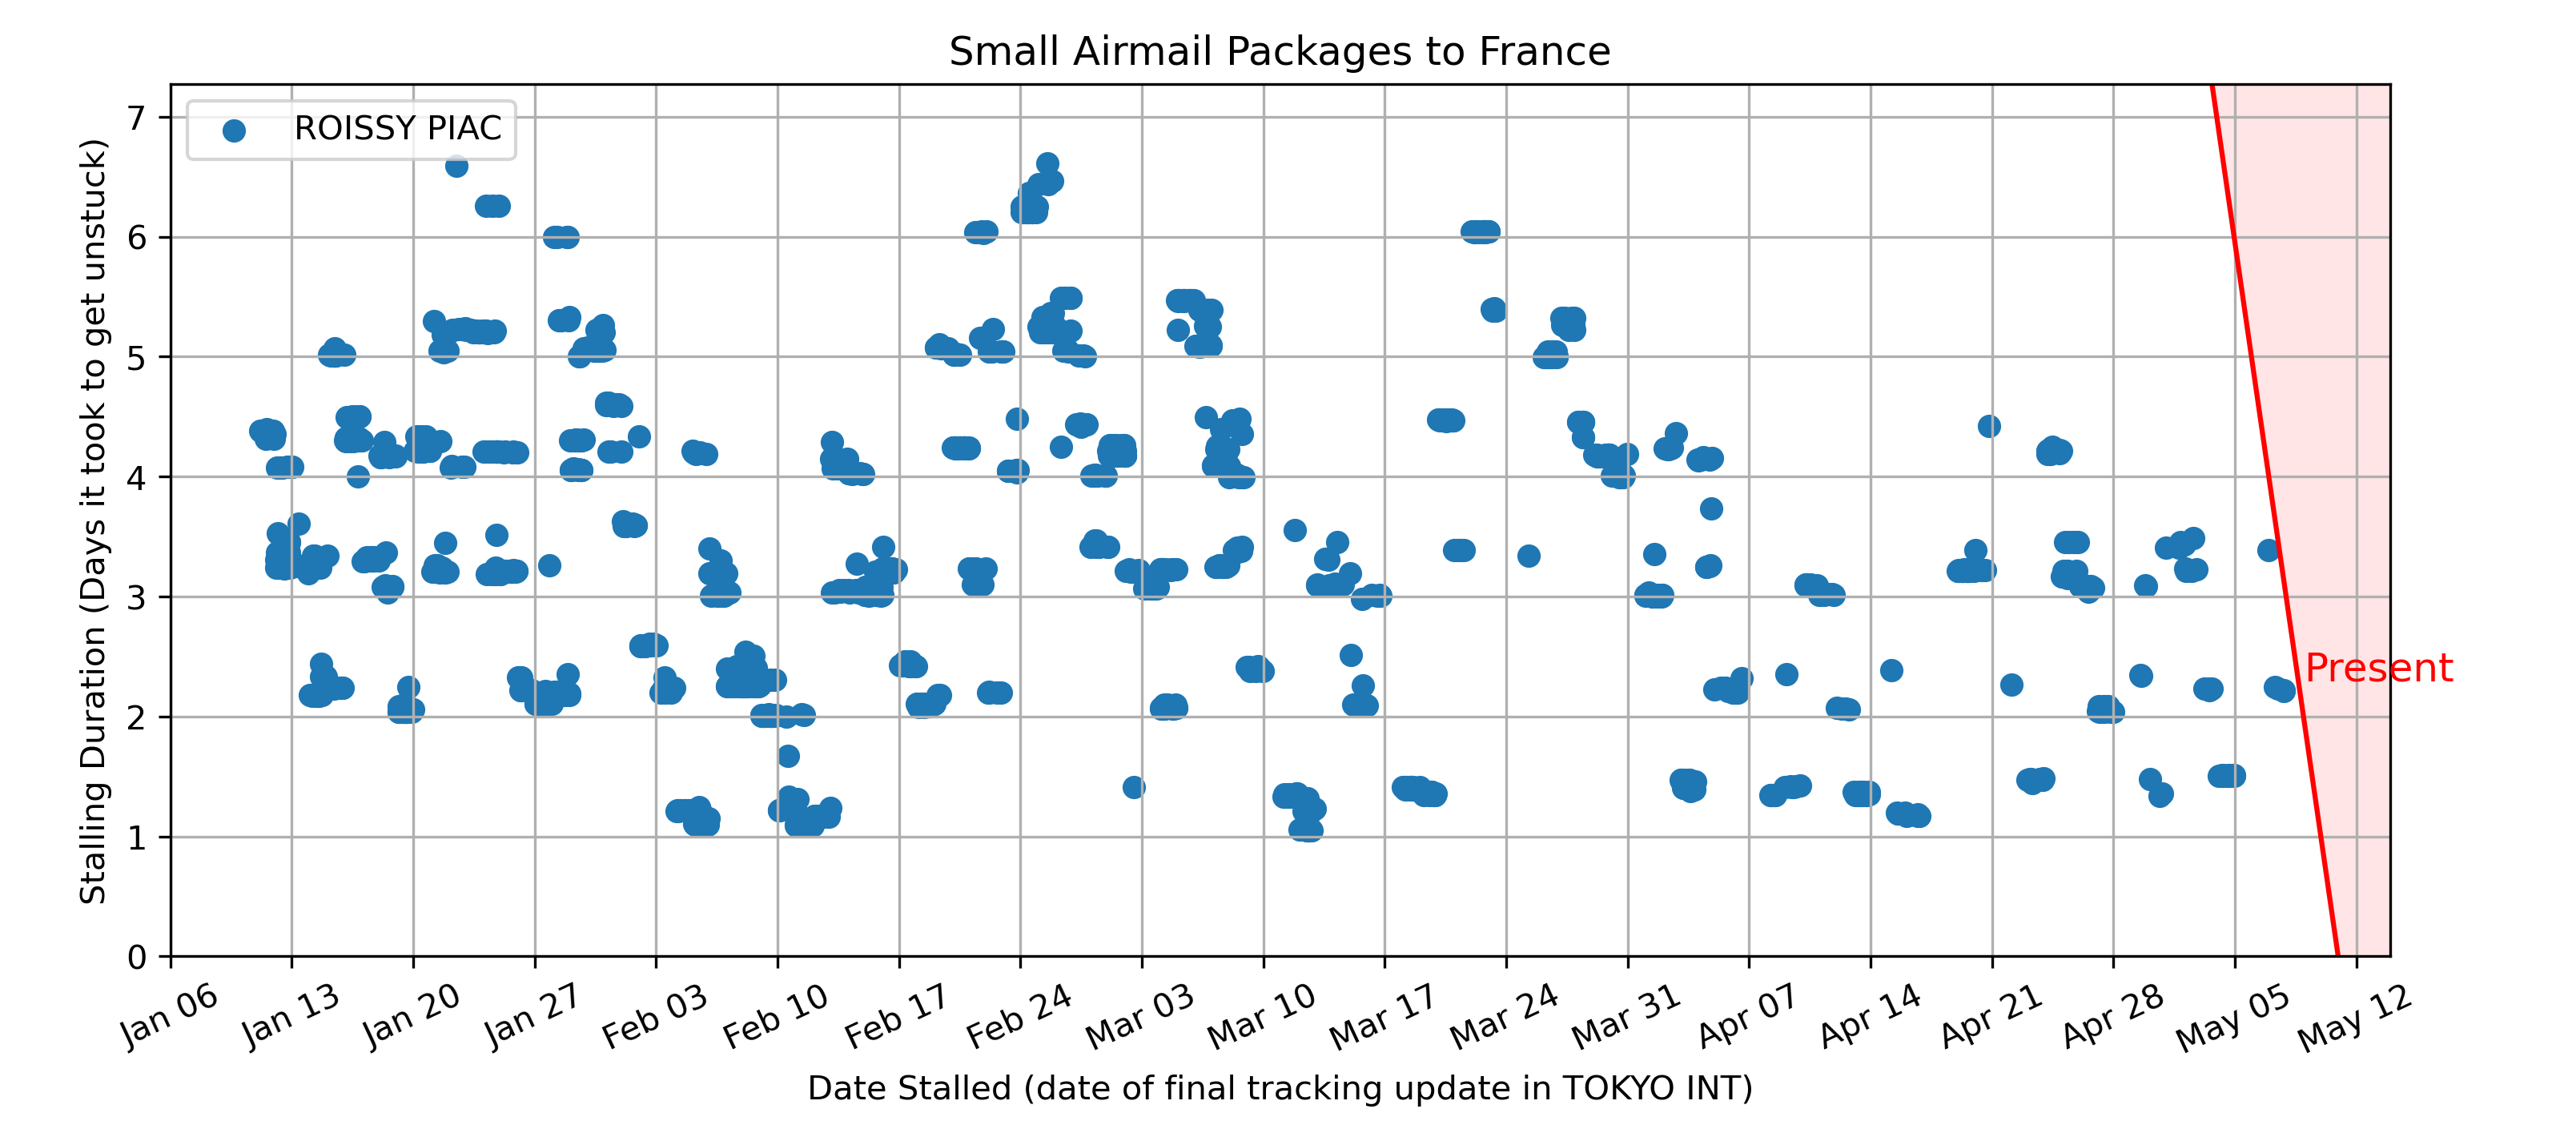 Small Airmail Packages to France
ROISSY PIAC
Stalling Duration (Days it took to get unstuck)
7
6
5
4
3
2
1
0
Present
Jan 06
Jan 13
Jan 20
Jan 27
Feb 03
Feb 10
Feb 17
Feb 24
Mar 03
Mar 10
Mar 17
Mar 24
Mar 31
Apr 07
Apr 14
Apr 21
Apr 28
May 05
May 12
Date Stalled (date of final tracking update in TOKYO INT)